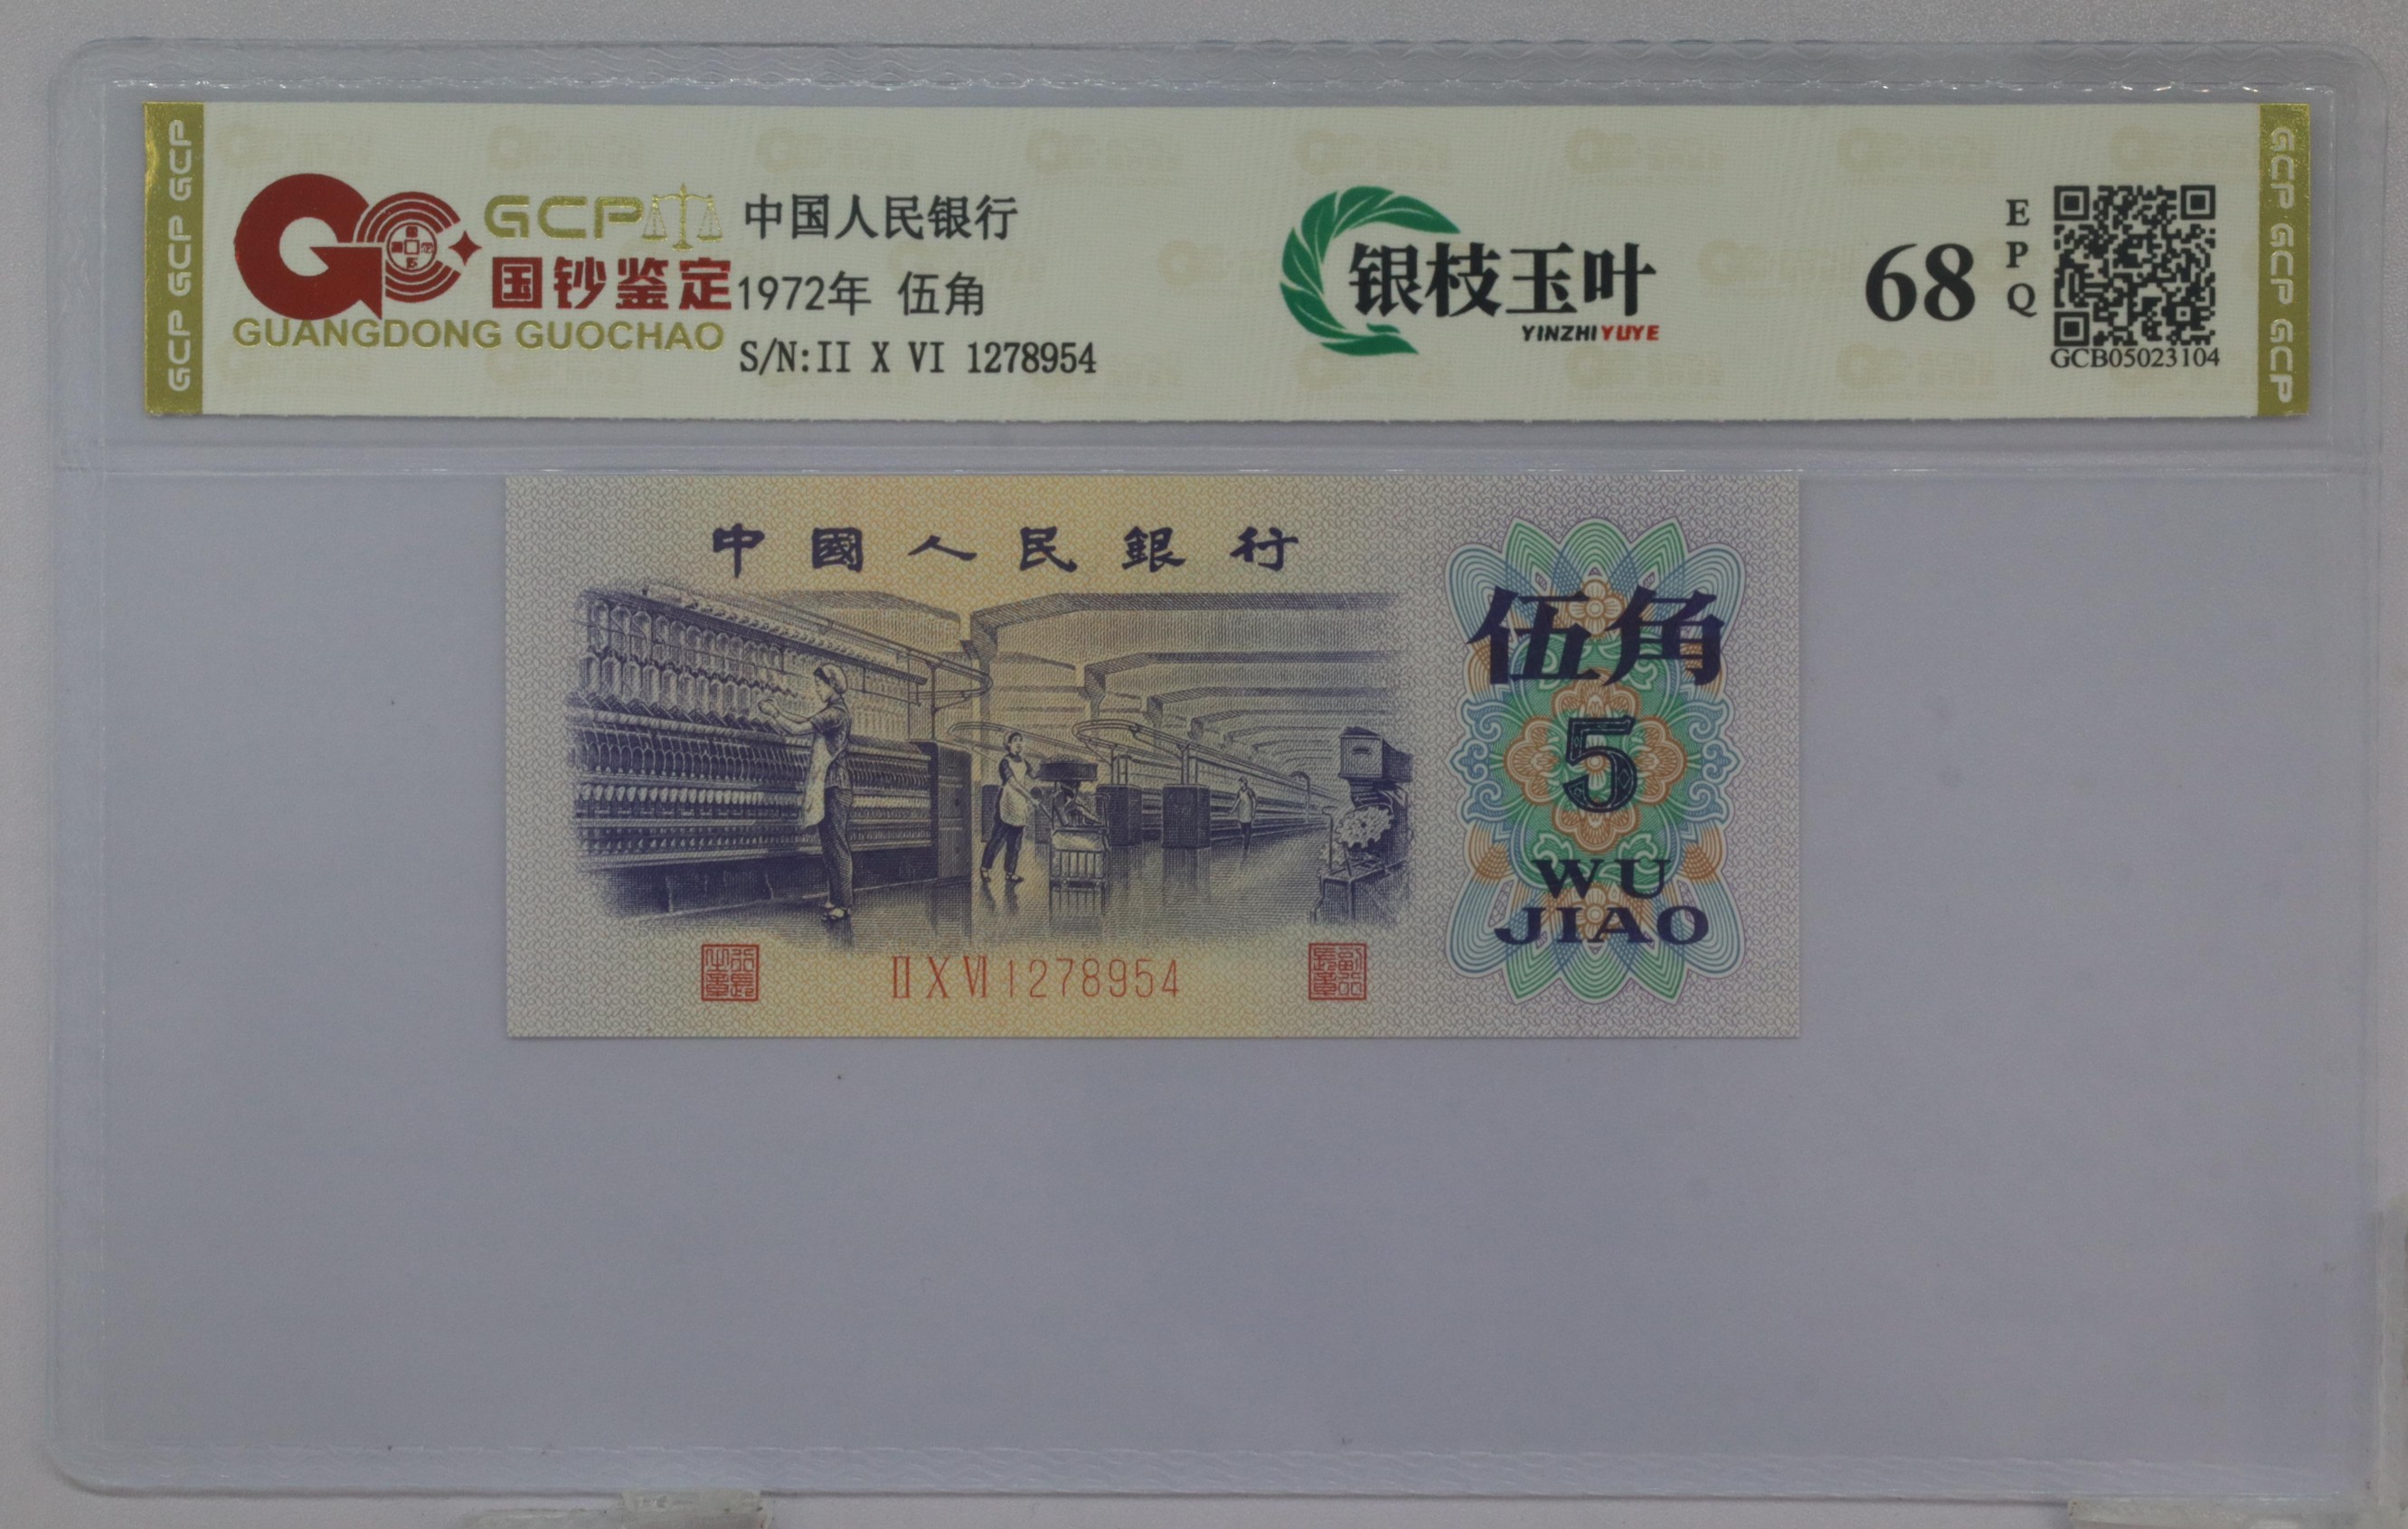 GCP GCP GCP
GCP
国钞鉴定
GUANGDONG GUOCHAO
中国人民银行
1972年 伍角
S/N:II X VI 1278954
银枝玉叶
YINZHIYUYE
68
EPQ
GCB05023104
GCP GCP GCP
中國人民銀行
伍角
5
WU
JIAO
ⅡⅩⅥ1278954